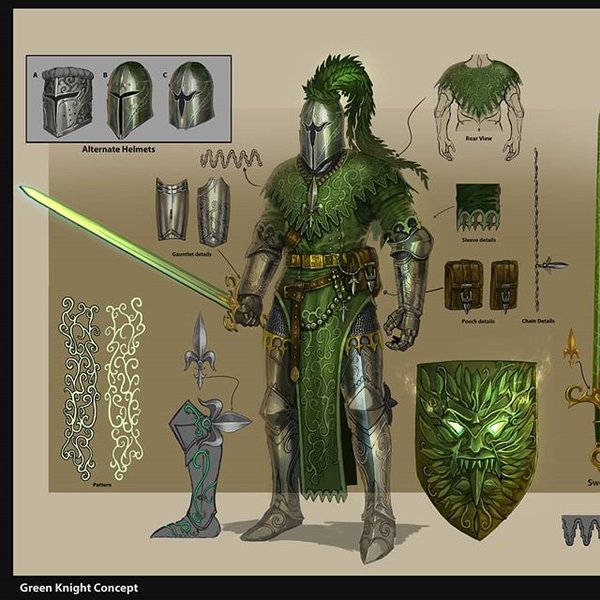 A B C
Alternate Helmets
Rear View
Gauntlet details
Sleeve details
Pouch details
Chain Details
Pattern
Green Knight Concept